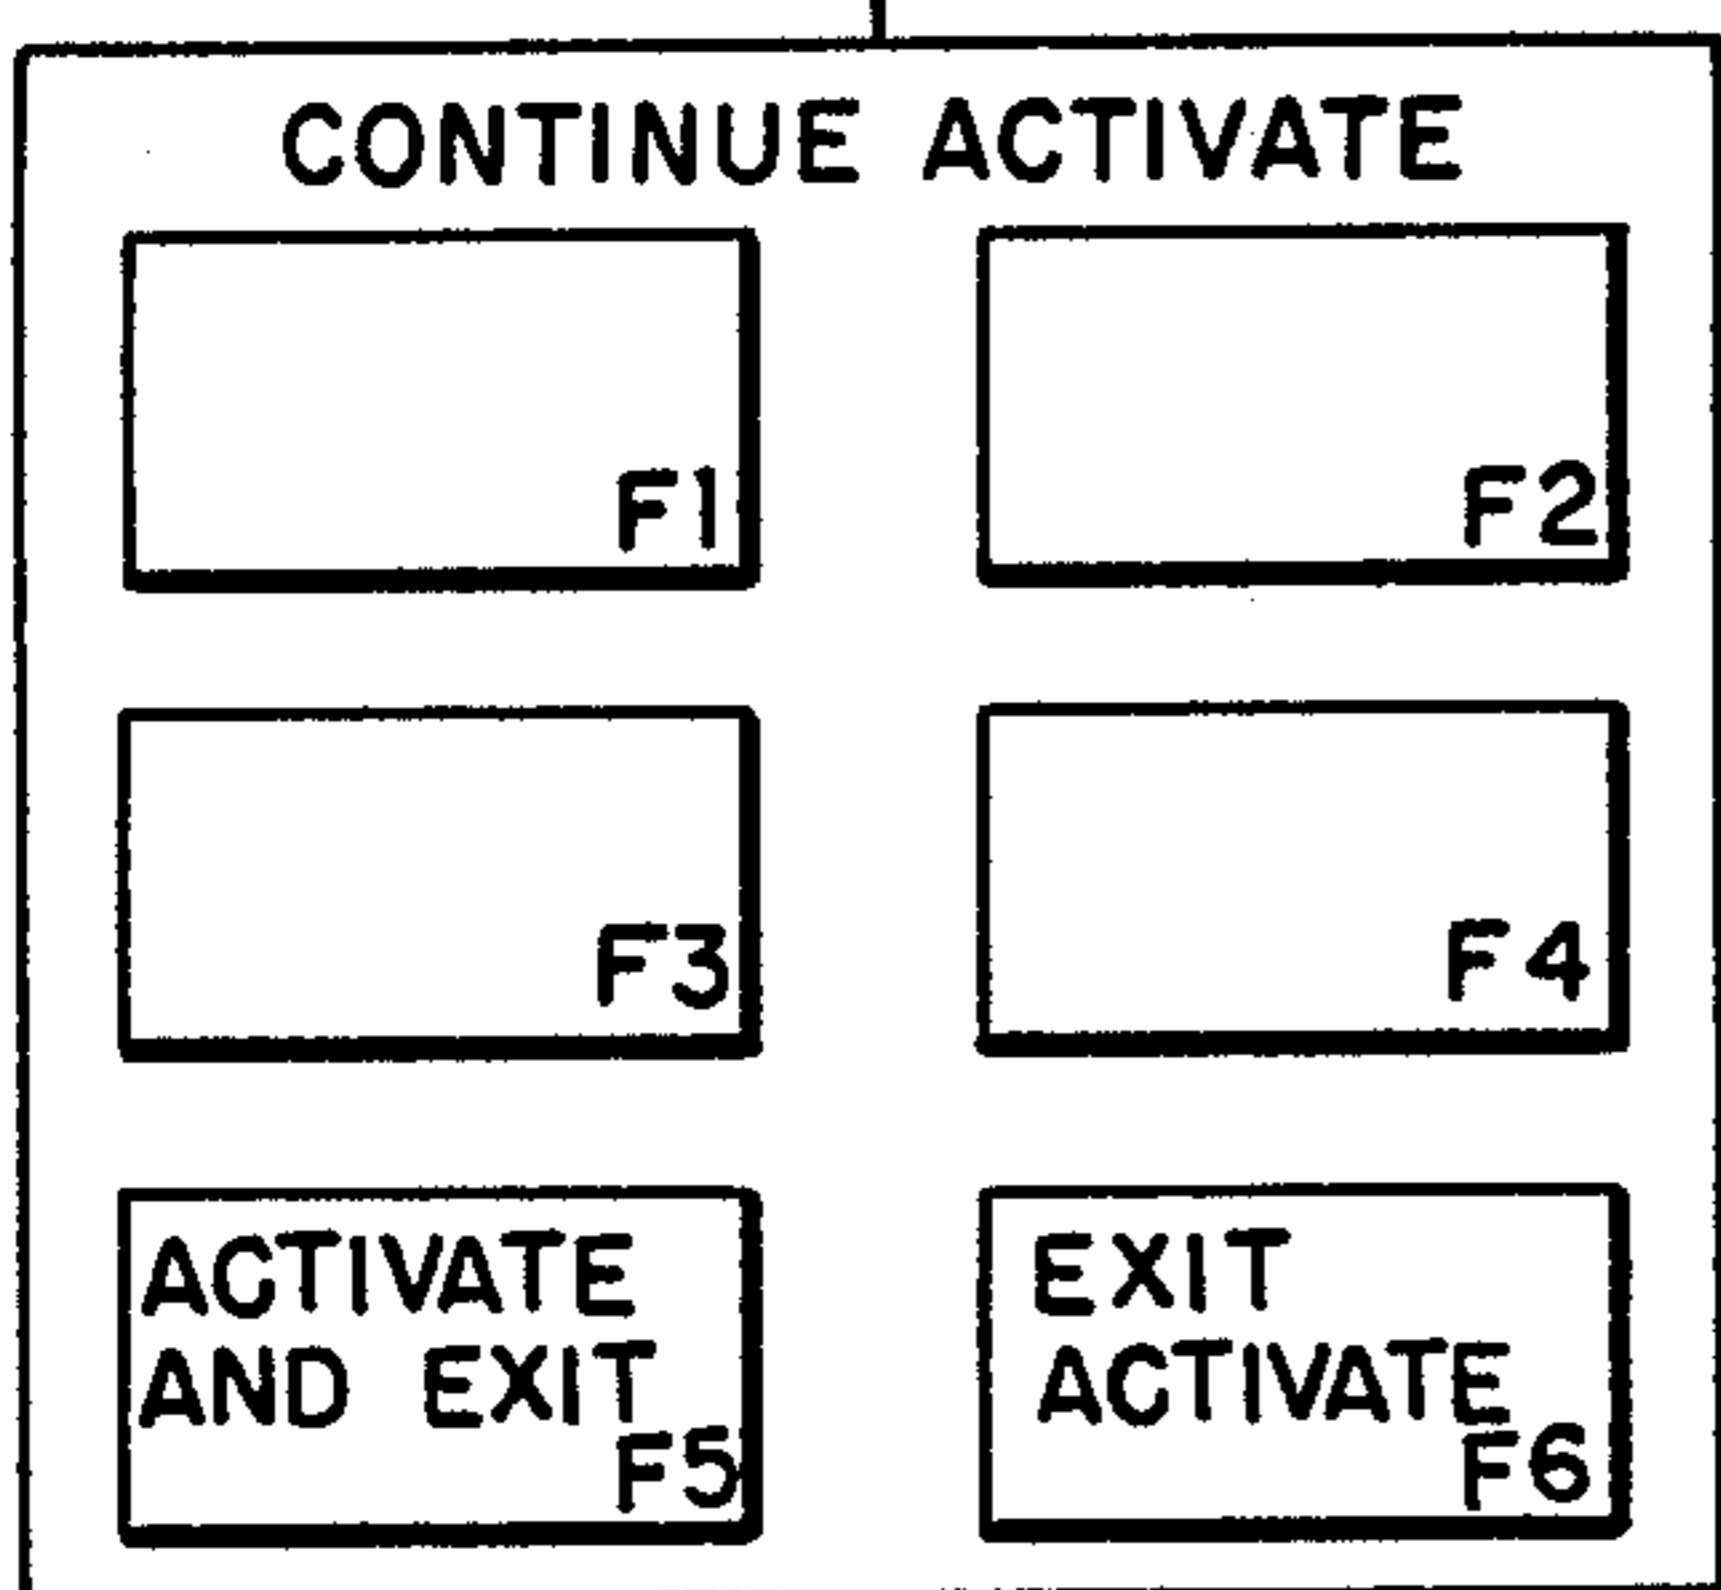 CONTINUE ACTIVATE
F1
F2
F3
F4
ACTIVATE
AND EXIT
F5
EXIT
ACTIVATE
F6